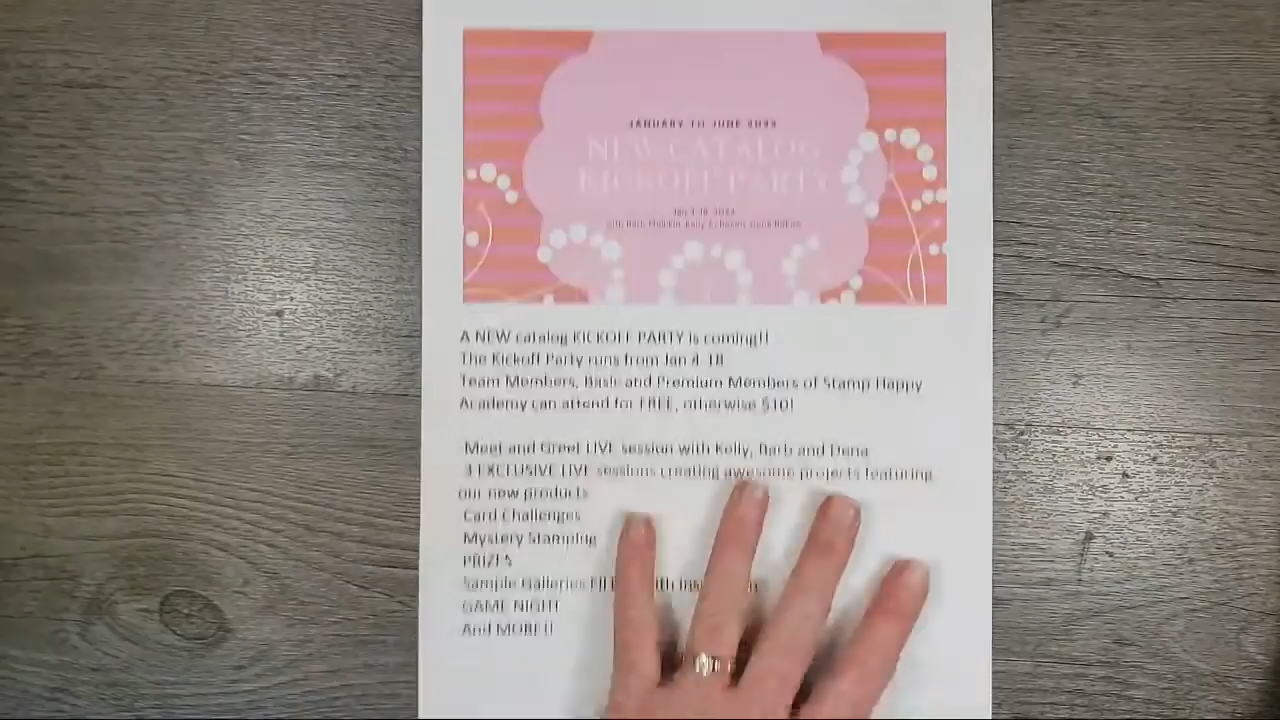 JANUARY TO JUNE
NEW CATALOG
KICKOFF PARTY
A NEW catalog KICKOFF PARTY is coming!!
The Kickoff Party runs from Jan 4-18
Team Members, Basic and Premium Members of Stamp Happy
Academy can attend for FREE, otherwise $10!
Meet and Greet LIVE session with Kelly, Barb and Dena
3 EXCLUSIVE LIVE sessions creating awesome projects featuring
our new products
Card Challenges
Mystery Stamping
PRIZES
Sample Galleries
GAME NIGHT
And MORE!!